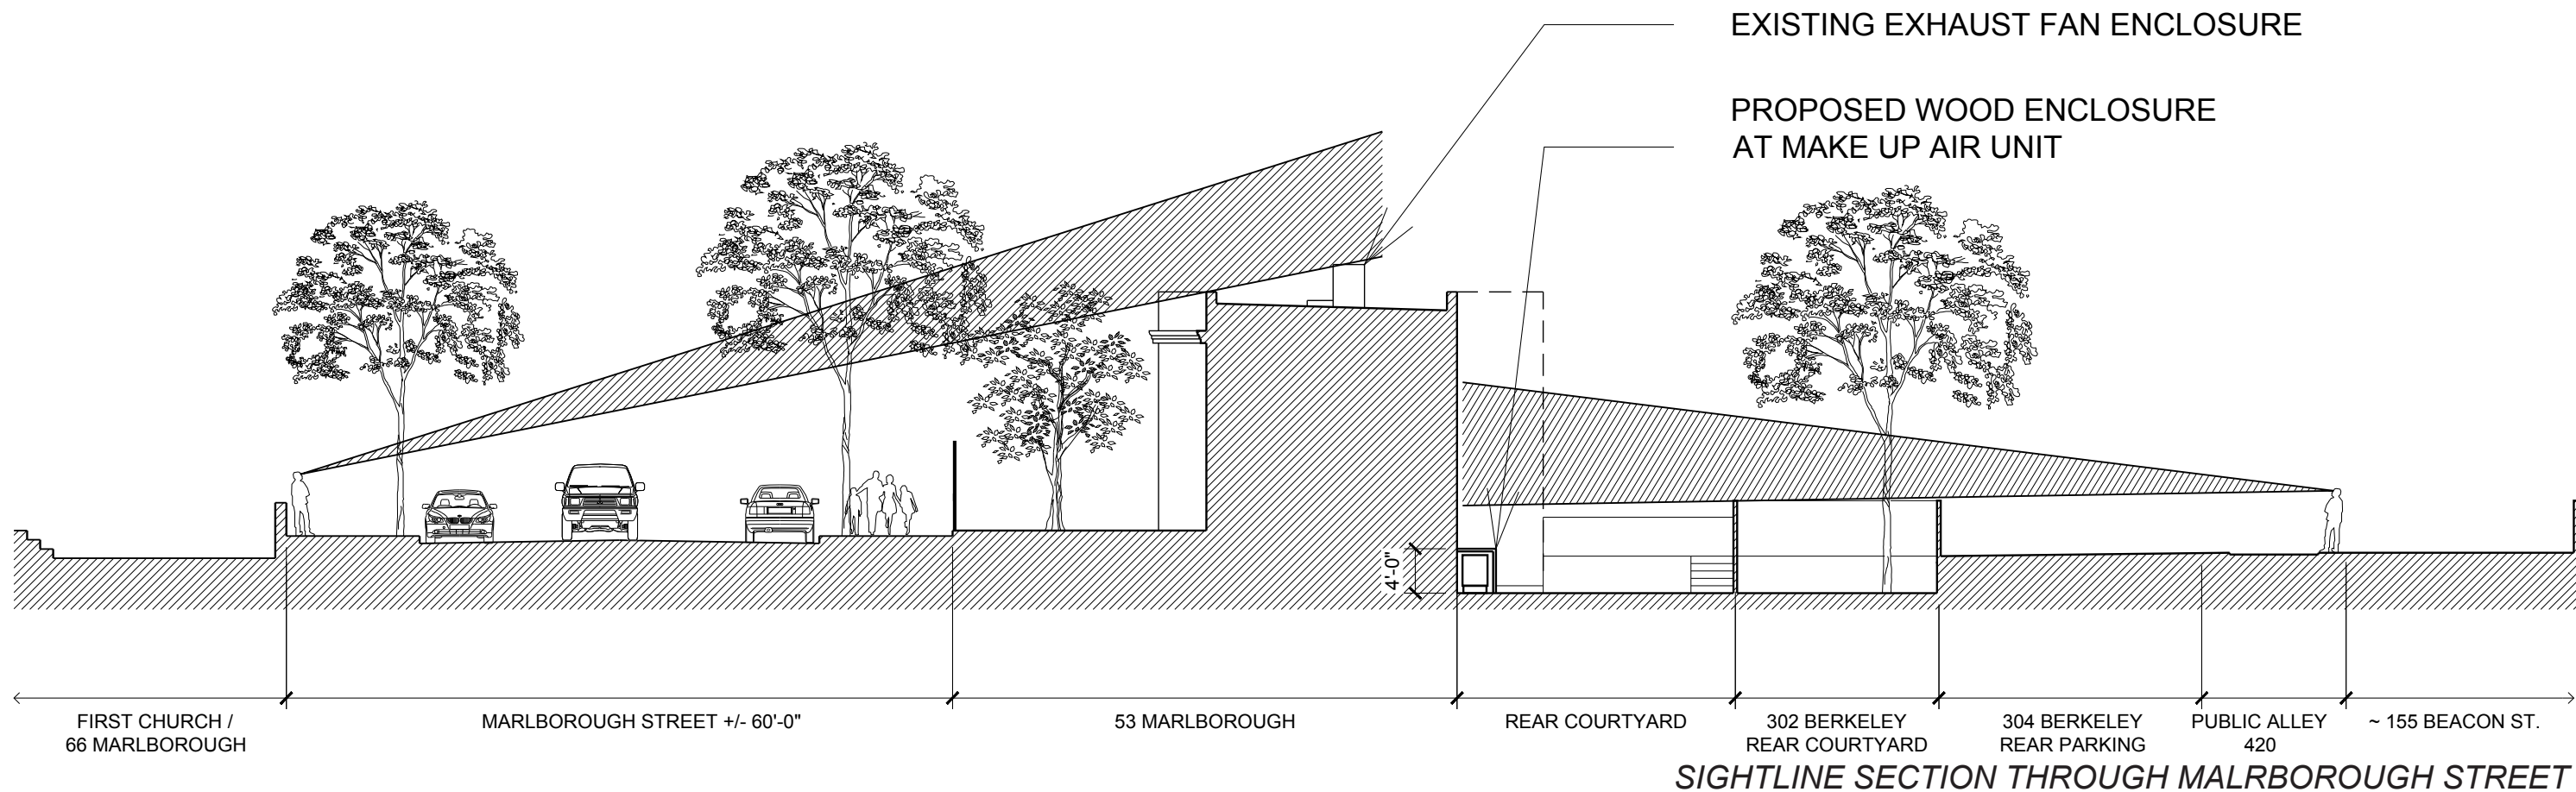 EXISTING EXHAUST FAN ENCLOSURE
PROPOSED WOOD ENCLOSURE
AT MAKE UP AIR UNIT
4'-0"
FIRST CHURCH /
66 MARLBOROUGH
MARLBOROUGH STREET +/- 60'-0"
53 MARLBOROUGH
REAR COURTYARD
302 BERKELEY
REAR COURTYARD
304 BERKELEY
REAR PARKING
PUBLIC ALLEY
420
~ 155 BEACON ST.
SIGHTLINE SECTION THROUGH MALRBOROUGH STREET